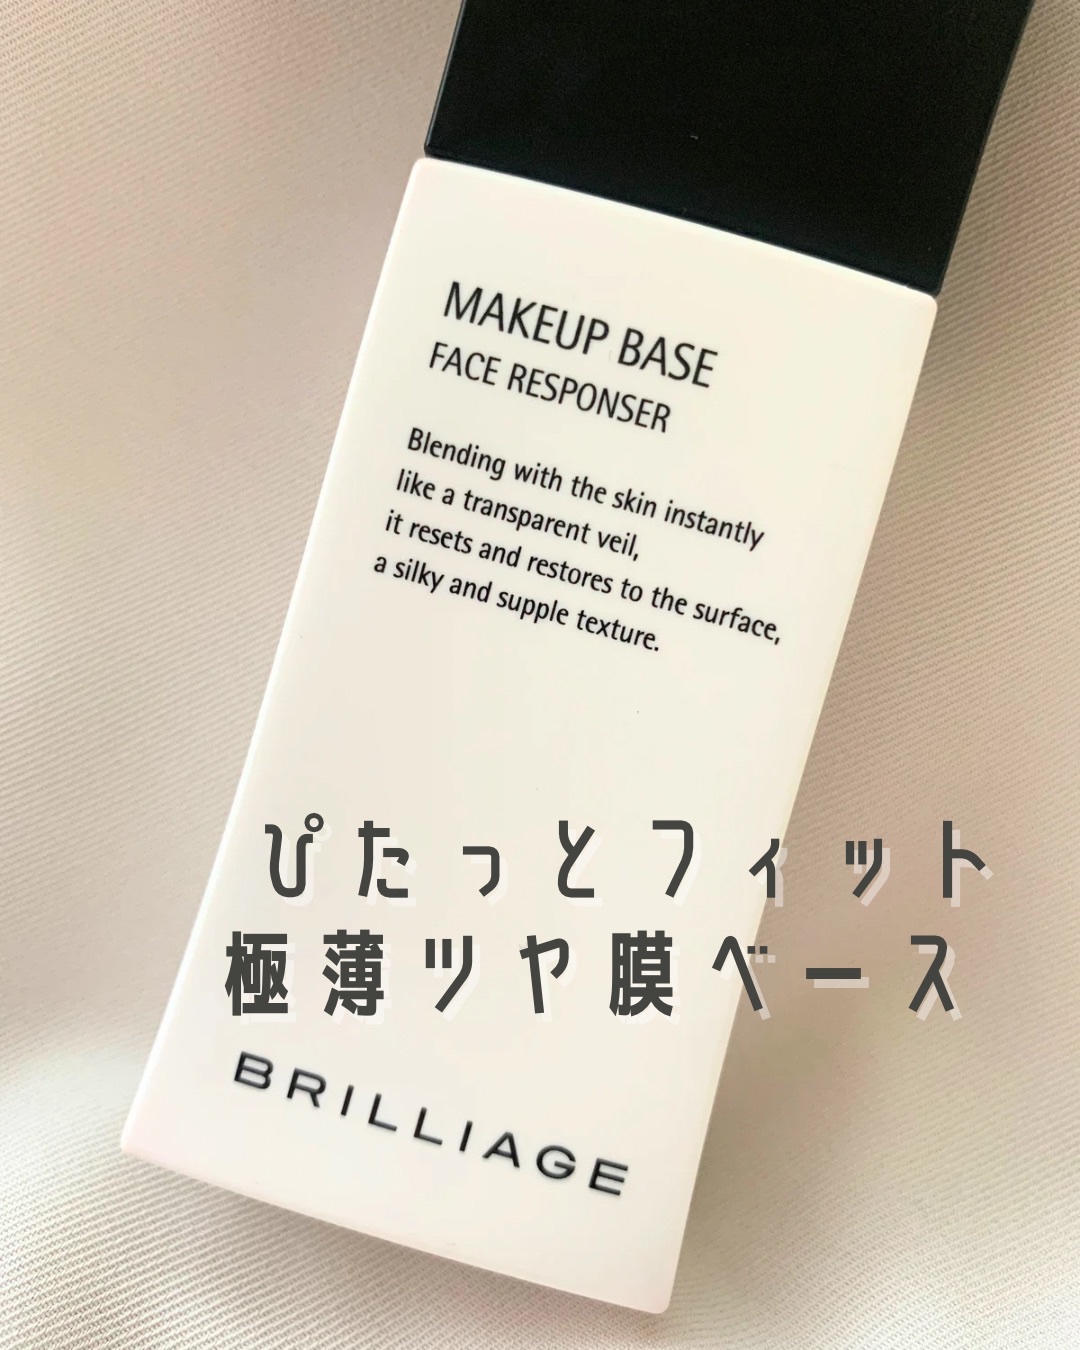 MAKEUP BASE
FACE RESPONSER
Blending with the skin instantly
like a transparent veil,
it resets and restores to the surface,
a silky and supple texture.
ぴたっとフィット
極薄ツヤ膜ベース
BRILLIAGE